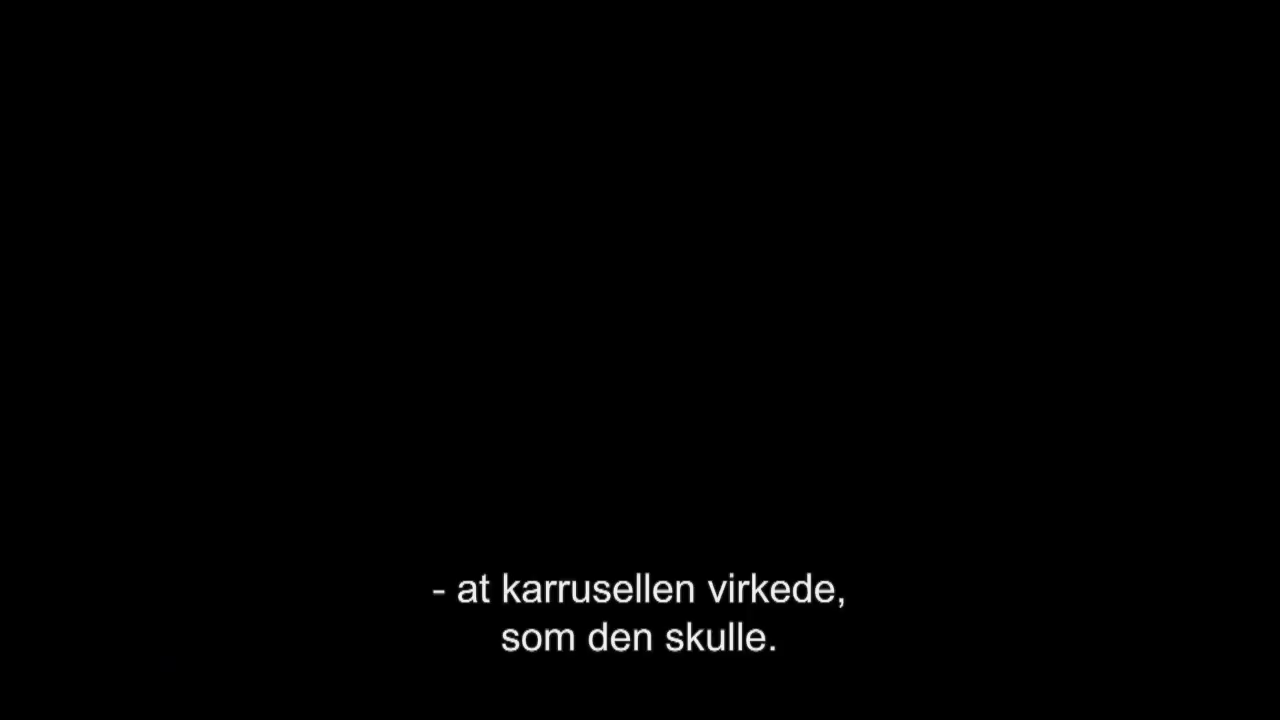 - at karrusellen virkede,
som den skulle.